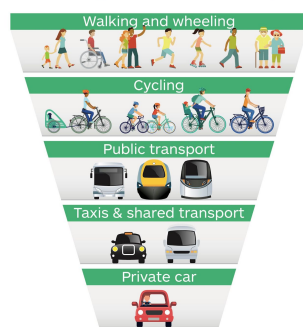 Walking and wheeling
Cycling
Public transport
Taxis & shared transport
Private car